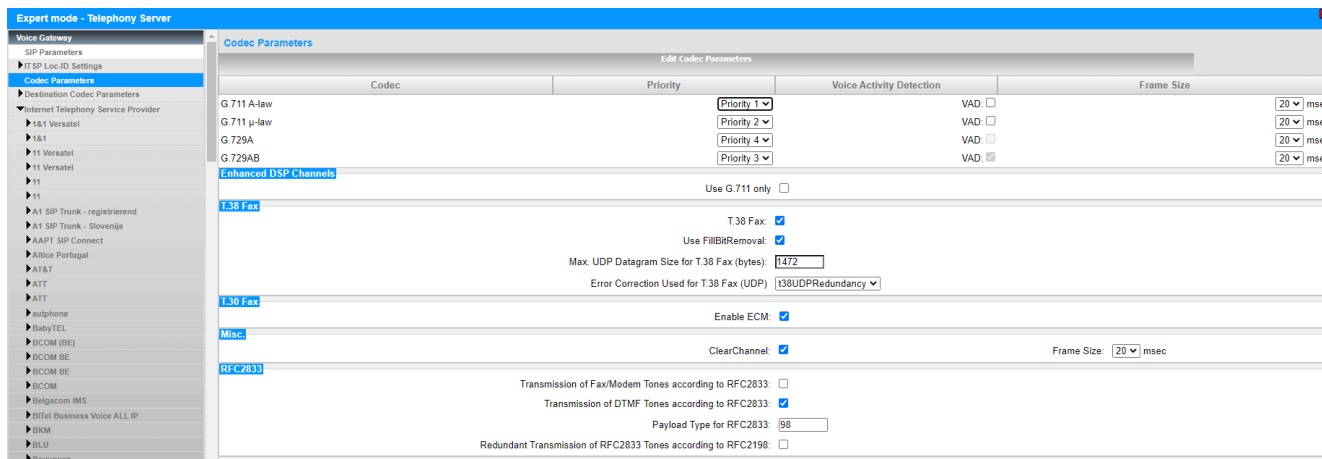 Expert mode - Telephony Server
Voice Gateway
SIP Parameters
ITSP Loc-ID Settings
Codec Parameters
Destination Codec Parameters
Internet Telephony Service Provider
1&1 Versatel
1&1
11 Versatel
11 Versatel
11
11
A1 SIP Trunk - registrierend
A1 SIP Trunk - Slovenija
AAPT SIP Connect
Altice Portugal
AT&T
ATT
ATT
autphone
BabyTEL
BCOM (BE)
BCOM BE
BCOM BE
BCOM
Belgacom IMS
BITel Business Voice ALL IP
BKM
BLU
Codec Parameters
Edit Codec Parameters
Codec Priority Voice Activity Detection Frame Size
G.711 A-law Priority 1 VAD: 20 mse
G.711 µ-law Priority 2 VAD: 20 mse
G.729A Priority 4 VAD: 20 mse
G.729AB Priority 3 VAD: 20 mse
Enhanced DSP Channels
Use G.711 only
T.38 Fax
T.38 Fax:
Use FillBitRemoval:
Max. UDP Datagram Size for T.38 Fax (bytes): 1472
Error Correction Used for T.38 Fax (UDP) t38UDPRedundancy
T.30 Fax
Enable ECM:
Misc.
ClearChannel: Frame Size: 20 msec
RFC2833
Transmission of Fax/Modem Tones according to RFC2833:
Transmission of DTMF Tones according to RFC2833:
Payload Type for RFC2833: 98
Redundant Transmission of RFC2833 Tones according to RFC2198: